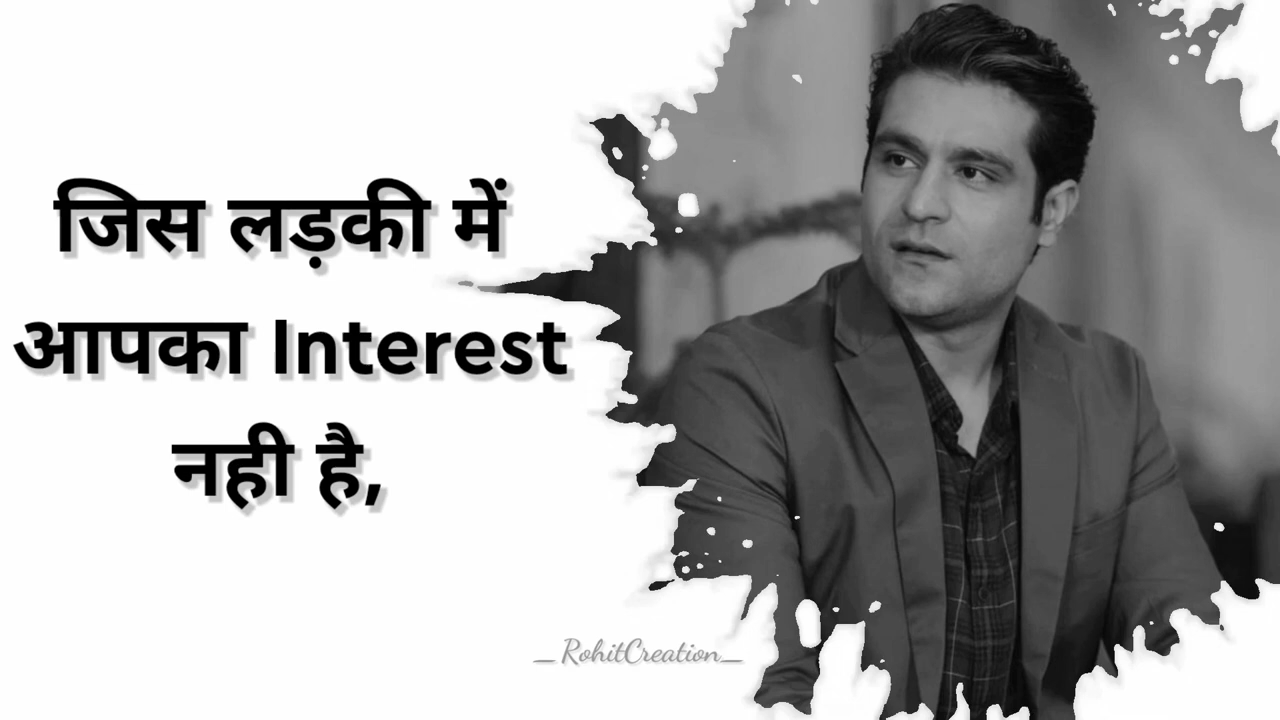 जिस लड़की में
आपका Interest
नही है,
_RohitCreation_